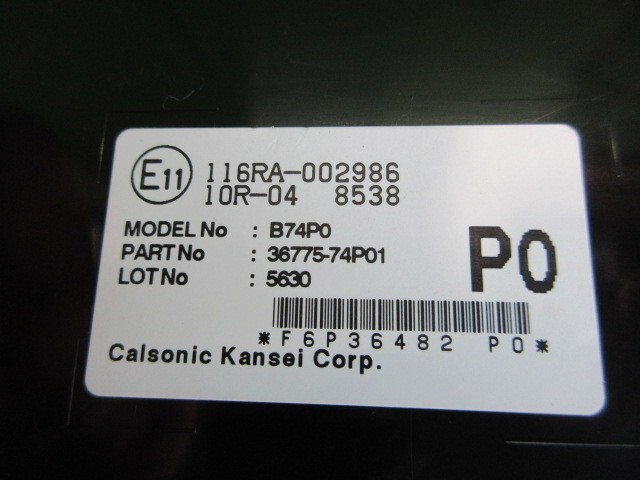 E11 116RA-002986
10R-04 8538
MODEL No : B74P0
PART No : 36775-74P01
LOT No : 5630
P0
*F6P36482 P0*
Calsonic Kansei Corp.